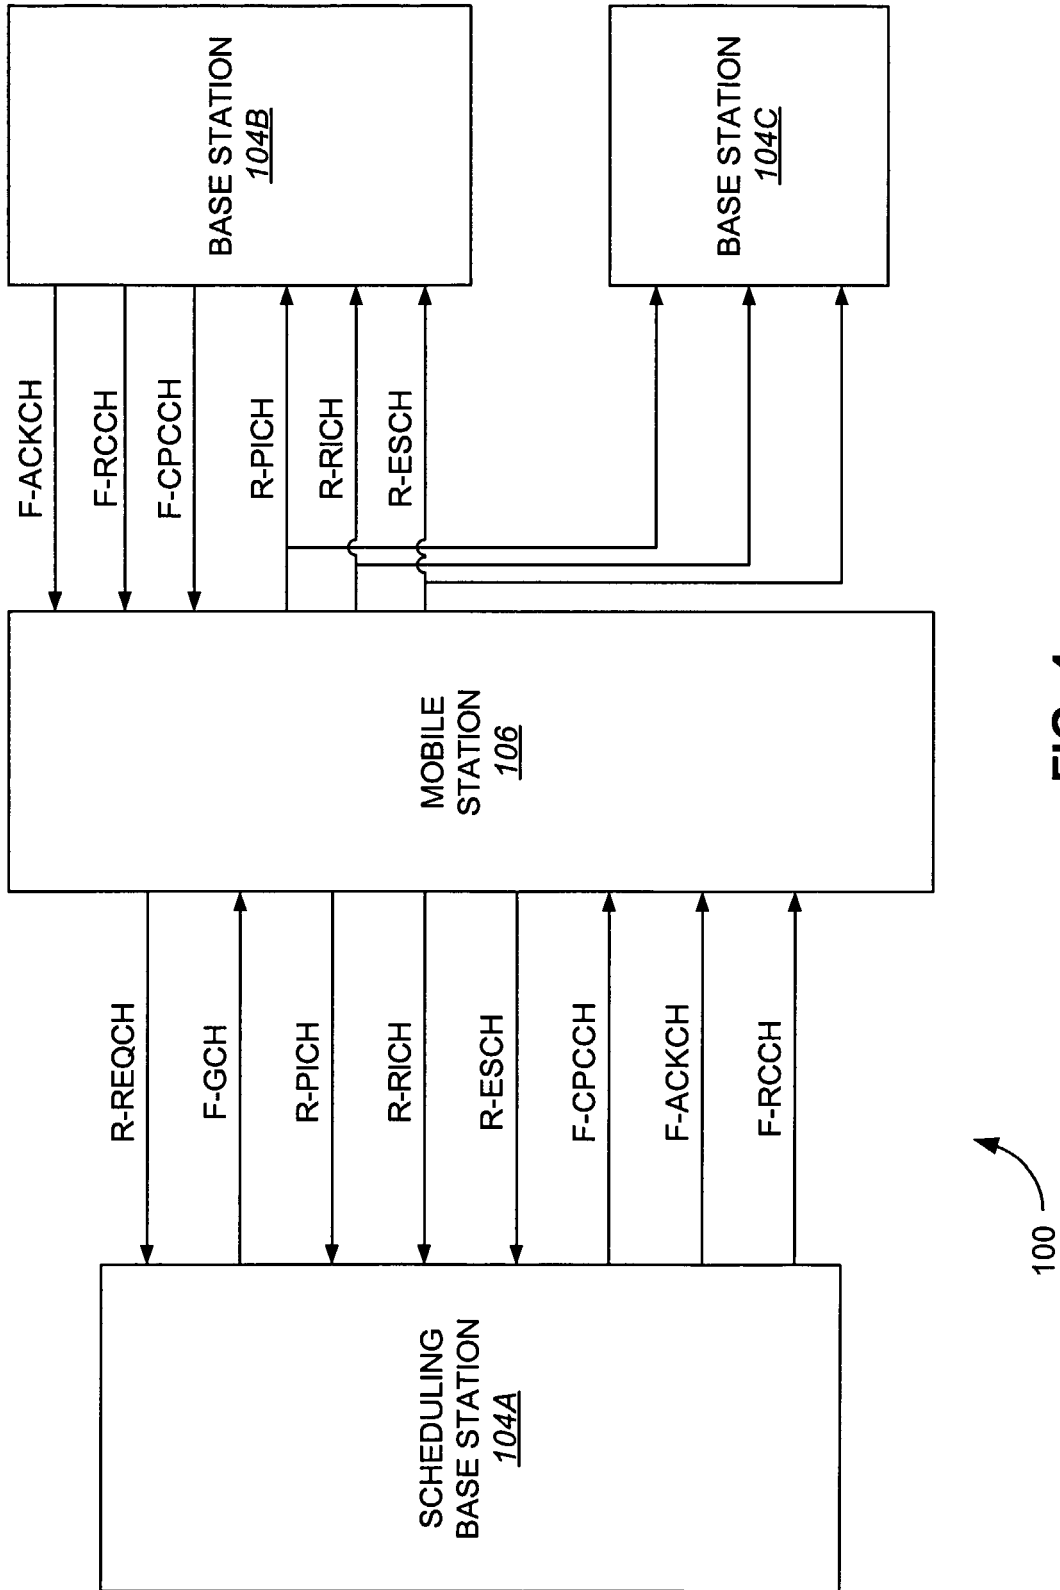 SCHEDULING
BASE STATION
104A
R-REQCH
F-GCH
R-PICH
R-RICH
R-ESCH
F-CPCCH
F-ACKCH
F-RCCH
MOBILE
STATION
106
F-ACKCH
F-RCCH
F-CPCCH
R-PICH
R-RICH
R-ESCH
BASE STATION
104B
BASE STATION
104C
100
FIG.